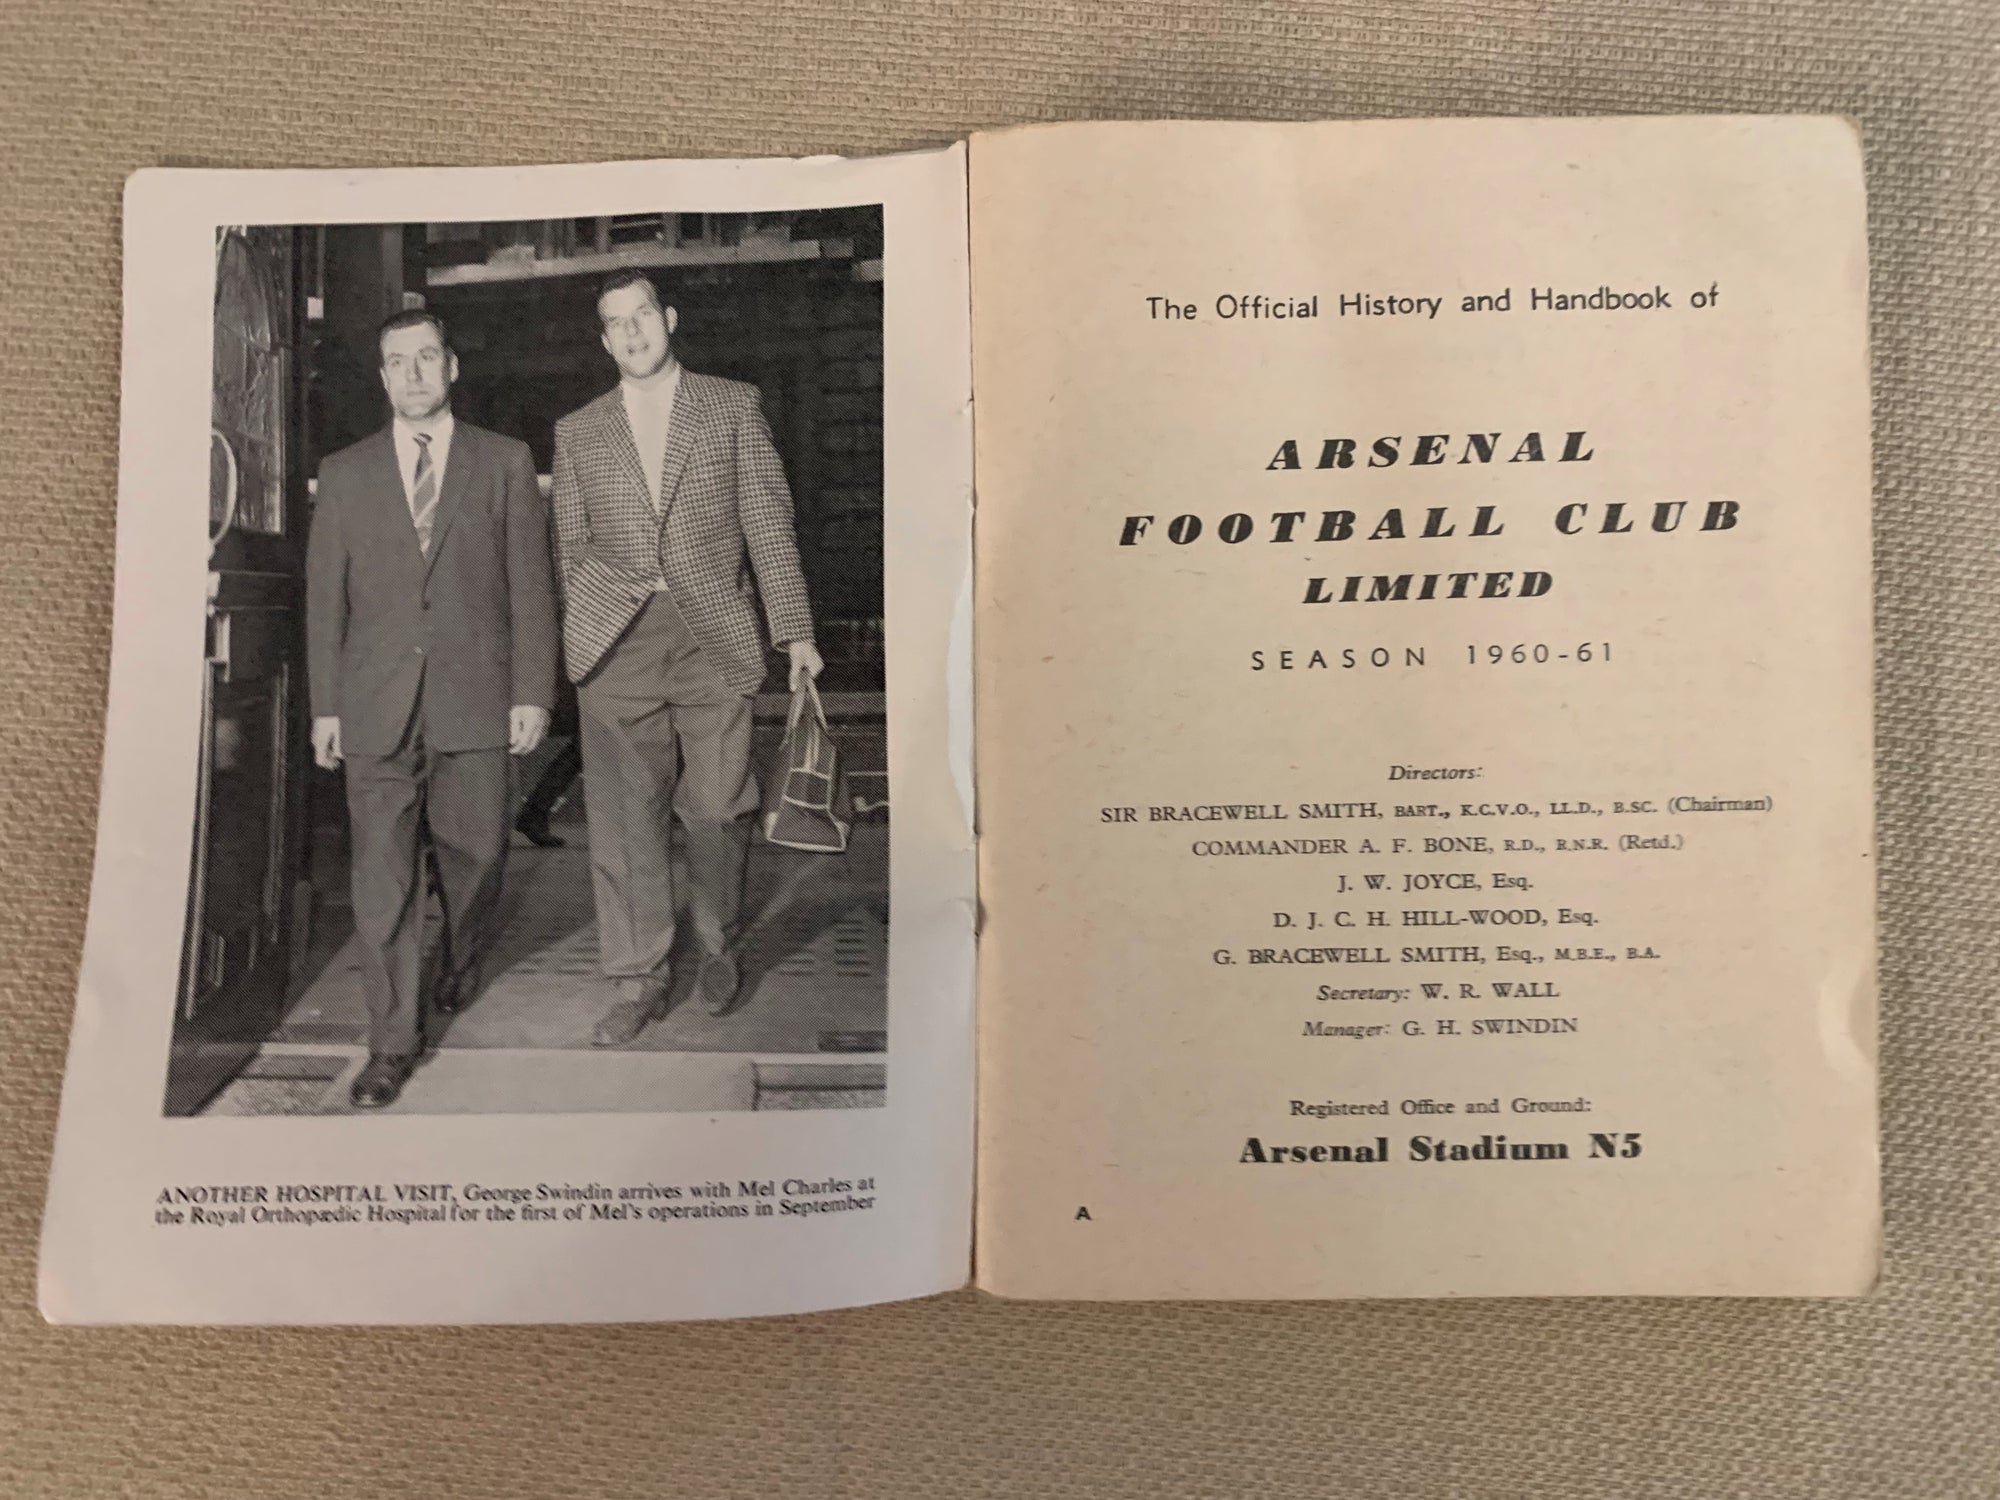 ANOTHER HOSPITAL VISIT, George Swindin arrives with Mel Charles at
the Royal Orthopædic Hospital for the first of Mel's operations in September
The Official History and Handbook of
ARSENAL
FOOTBALL CLUB
LIMITED
SEASON 1960-61
Directors:
SIR BRACEWELL SMITH, BART., K.C.V.O., LL.D., B.SC. (Chairman)
COMMANDER A. F. BONE, R.D., R.N.R. (Retd.)
J. W. JOYCE, Esq.
D. J. C. H. HILL-WOOD, Esq.
G. BRACEWELL SMITH, Esq., M.B.E., B.A.
Secretary: W. R. WALL
Manager: G. H. SWINDIN
Registered Office and Ground:
Arsenal Stadium N5
A